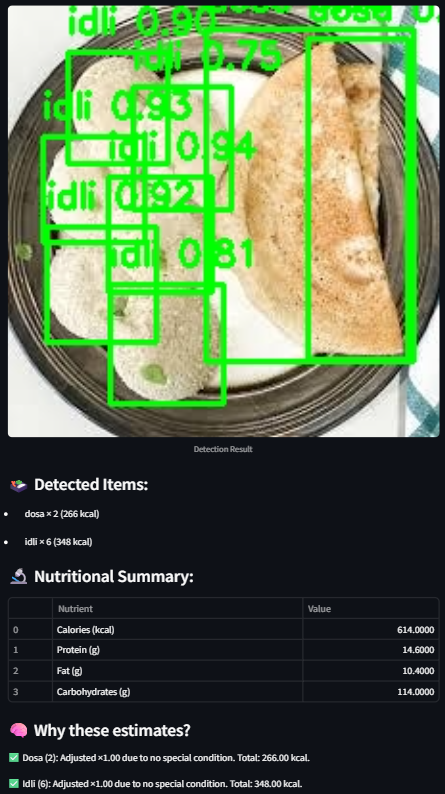 idli 0.90
idli 0.75
idli 0.93
idli 0.94
idli 0.92
idli 0.81
Detection Result
Detected Items:
dosa × 2 (266 kcal)
idli × 6 (348 kcal)
Nutritional Summary:
Nutrient Value
0 Calories (kcal) 614.0000
1 Protein (g) 14.6000
2 Fat (g) 10.4000
3 Carbohydrates (g) 114.0000
Why these estimates?
Dosa (2): Adjusted ×1.00 due to no special condition. Total: 266.00 kcal.
Idli (6): Adjusted ×1.00 due to no special condition. Total: 348.00 kcal.